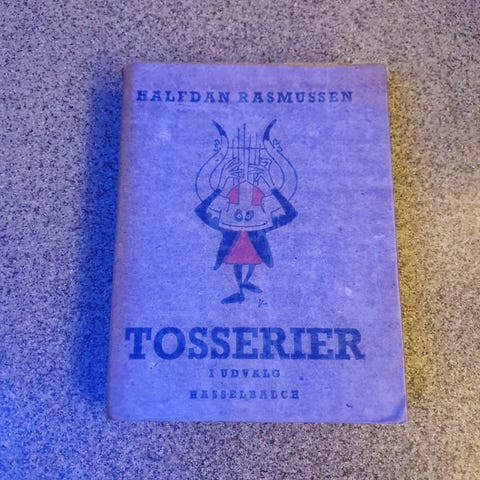 HALFDAN RASMUSSEN
TOSSERIER
I UDVALG
HASSELBALCH